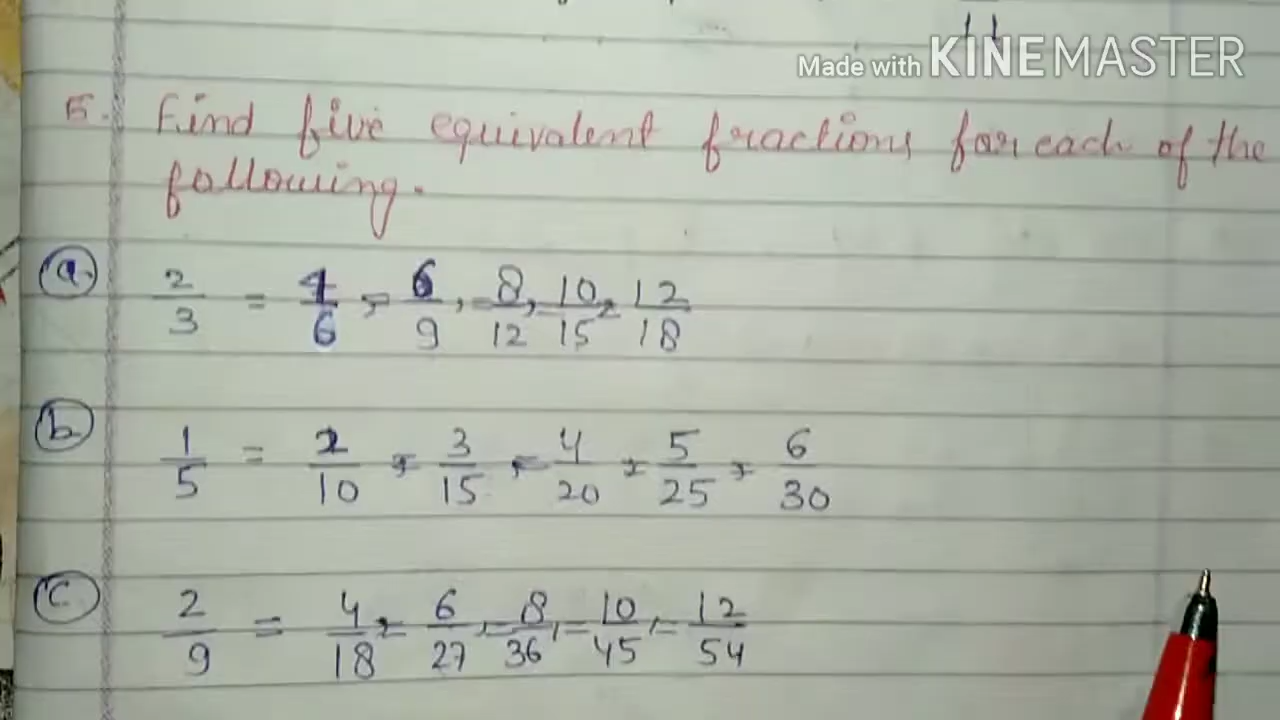 Made with KINEMASTER
5. Find five equivalent fractions for each of the
following.
(a.) 2/3 = 4/6, 6/9, 8/12, 10/15, 12/18
(b.) 1/5 = 2/10, 3/15, 4/20, 5/25, 6/30
(c.) 2/9 = 4/18, 6/27, 8/36, 10/45, 12/54